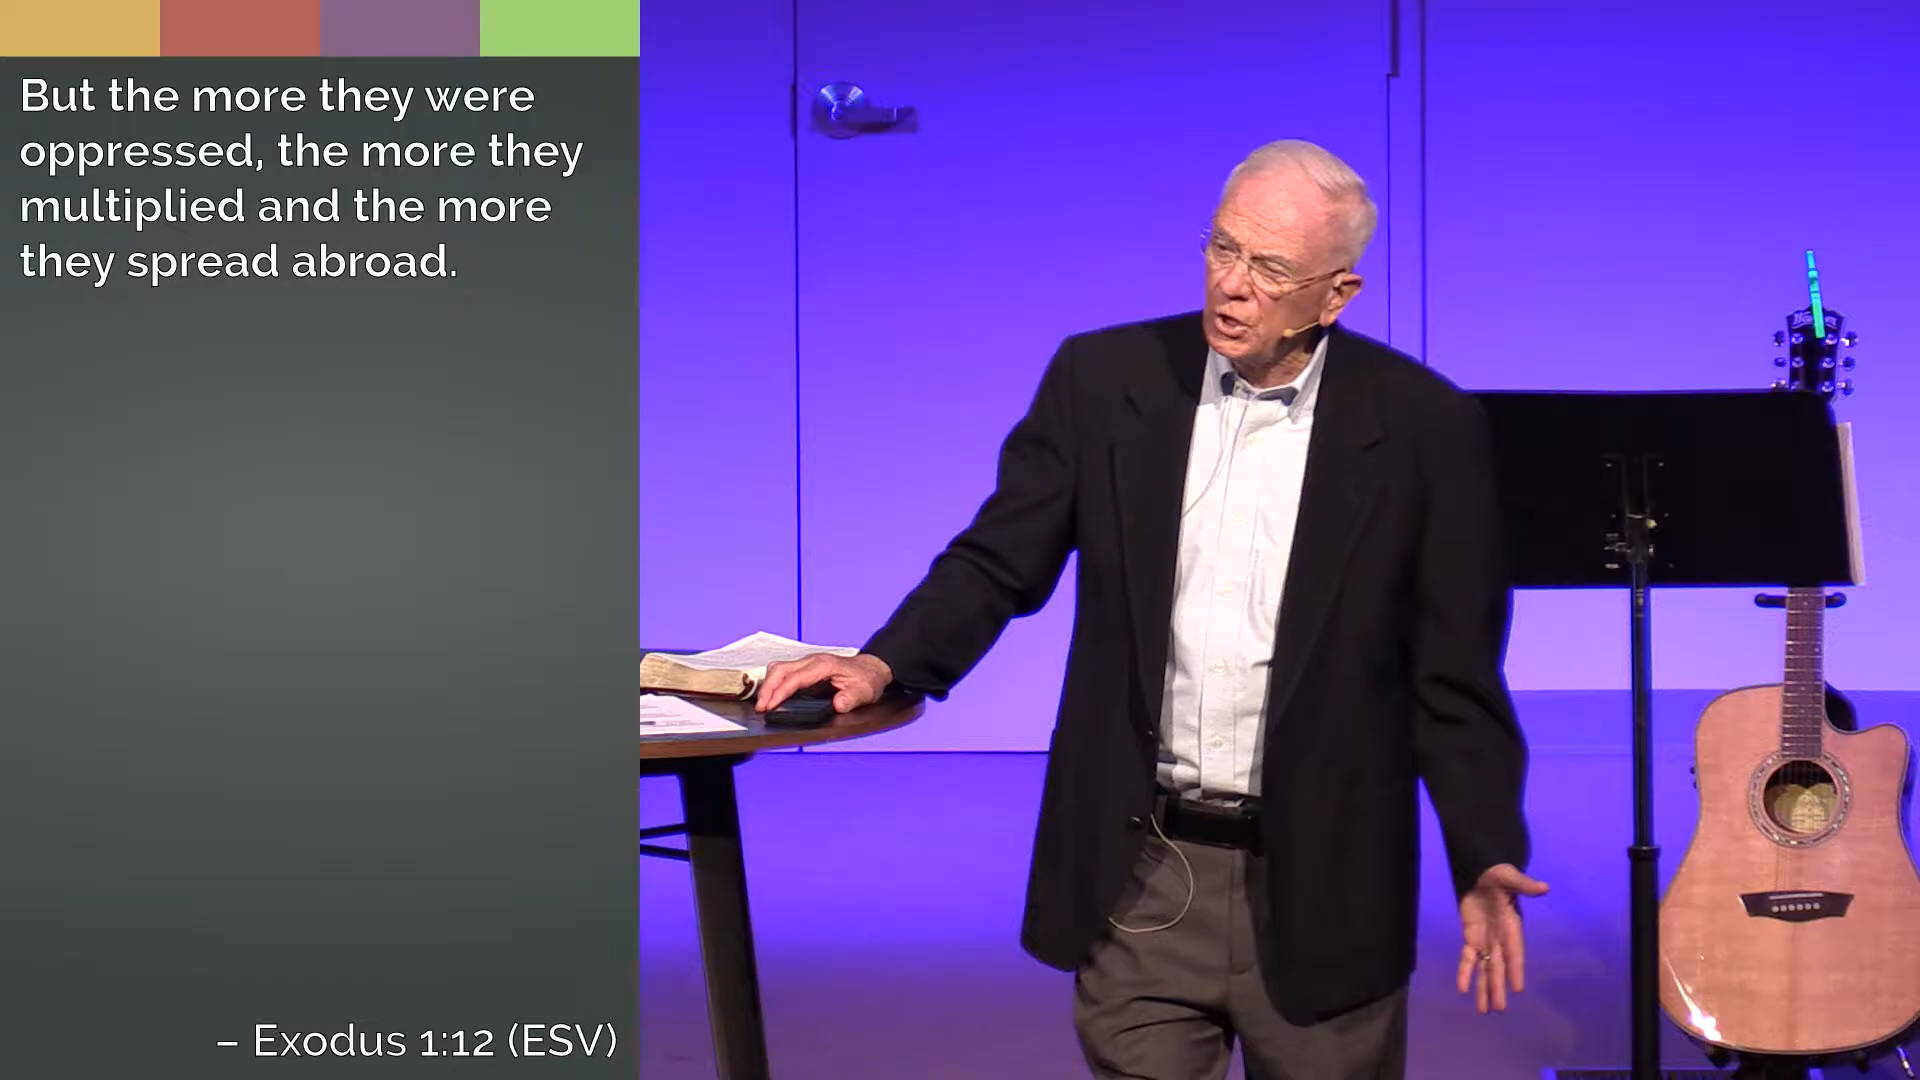 But the more they were
oppressed, the more they
multiplied and the more
they spread abroad.
– Exodus 1:12 (ESV)